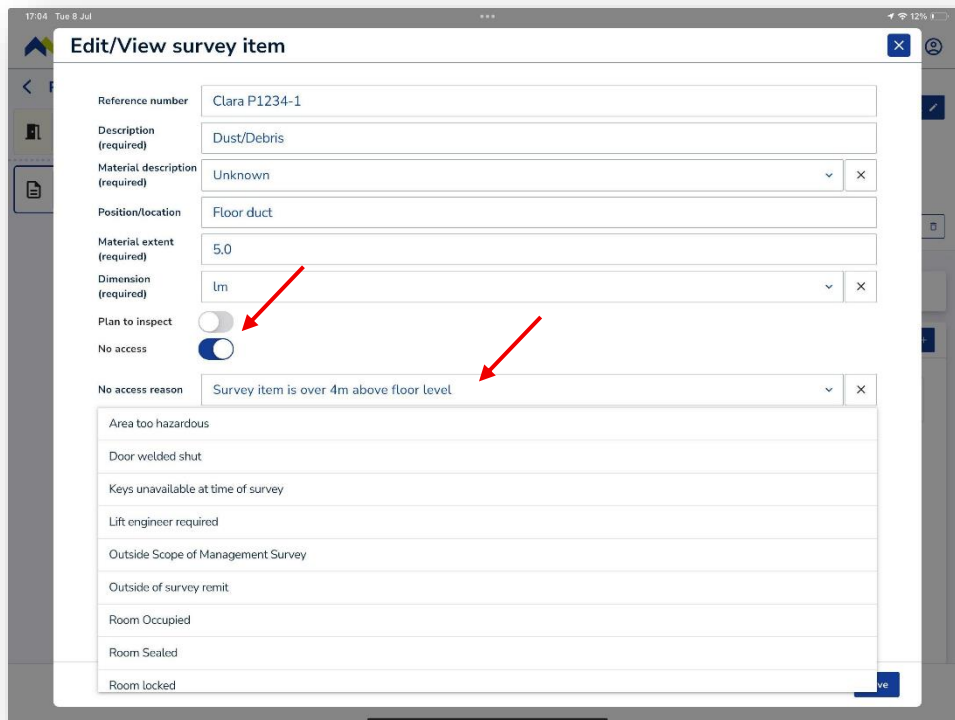 17:04 Tue 8 Jul
12%
Edit/View survey item
Reference number Clara P1234-1
Description
(required)
Dust/Debris
Material description
(required)
Unknown
Position/location Floor duct
Material extent
(required)
5.0
Dimension
(required)
lm
Plan to inspect
No access
No access reason Survey item is over 4m above floor level
Area too hazardous
Door welded shut
Keys unavailable at time of survey
Lift engineer required
Outside Scope of Management Survey
Outside of survey remit
Room Occupied
Room Sealed
Room locked